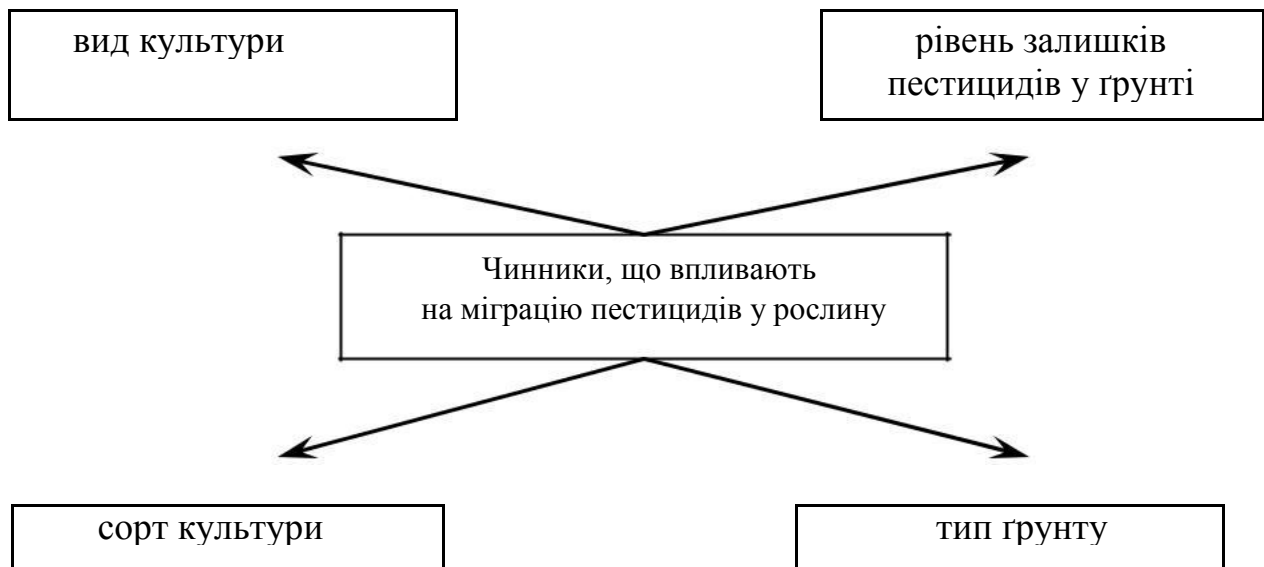 вид культури
рівень залишків
пестицидів у ґрунті
Чинники, що впливають
на міграцію пестицидів у рослину
сорт культури
тип ґрунту